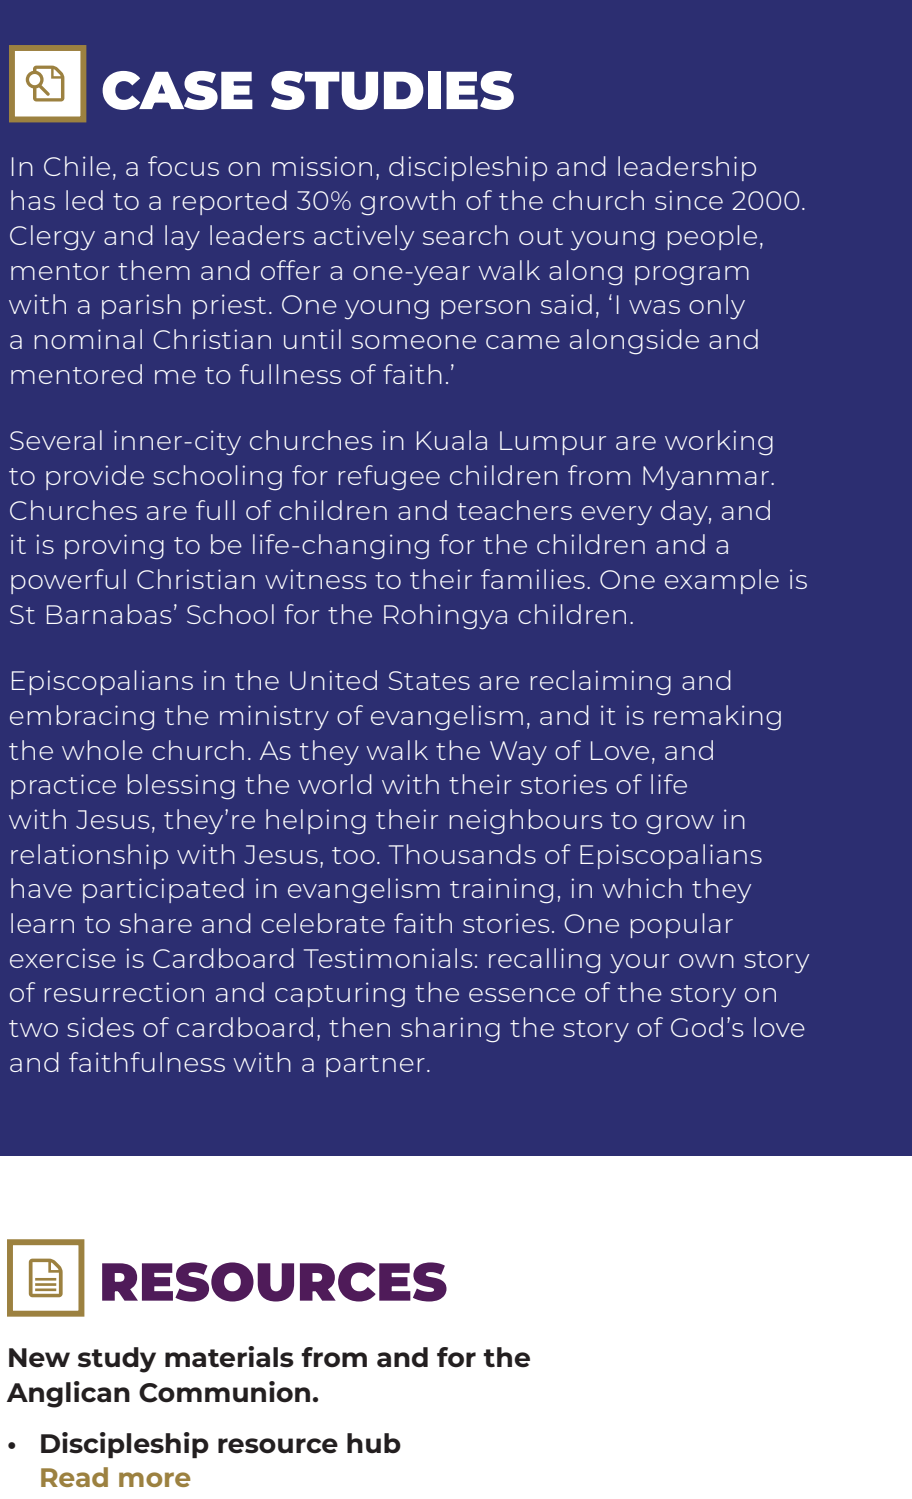 CASE STUDIES
In Chile, a focus on mission, discipleship and leadership
has led to a reported 30% growth of the church since 2000.
Clergy and lay leaders actively search out young people,
mentor them and offer a one-year walk along program
with a parish priest. One young person said, ‘I was only
a nominal Christian until someone came alongside and
mentored me to fullness of faith.’
Several inner-city churches in Kuala Lumpur are working
to provide schooling for refugee children from Myanmar.
Churches are full of children and teachers every day, and
it is proving to be life-changing for the children and a
powerful Christian witness to their families. One example is
St Barnabas’ School for the Rohingya children.
Episcopalians in the United States are reclaiming and
embracing the ministry of evangelism, and it is remaking
the whole church. As they walk the Way of Love, and
practice blessing the world with their stories of life
with Jesus, they’re helping their neighbours to grow in
relationship with Jesus, too. Thousands of Episcopalians
have participated in evangelism training, in which they
learn to share and celebrate faith stories. One popular
exercise is Cardboard Testimonials: recalling your own story
of resurrection and capturing the essence of the story on
two sides of cardboard, then sharing the story of God’s love
and faithfulness with a partner.
RESOURCES
New study materials from and for the
Anglican Communion.
• Discipleship resource hub
Read more